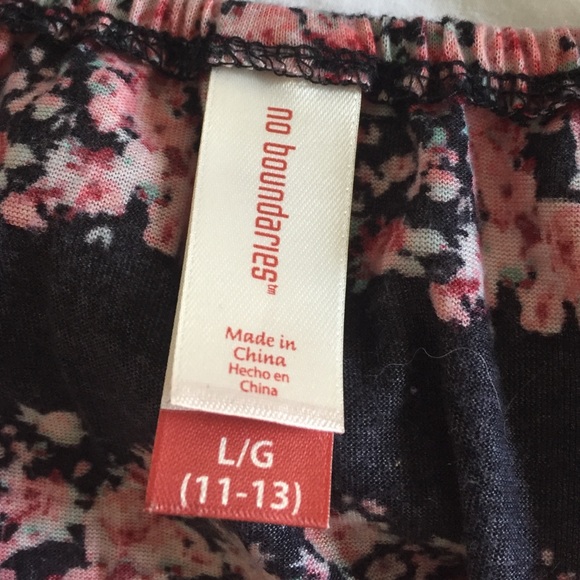 no boundaries™
Made in
China
Hecho en
China
L/G
(11-13)